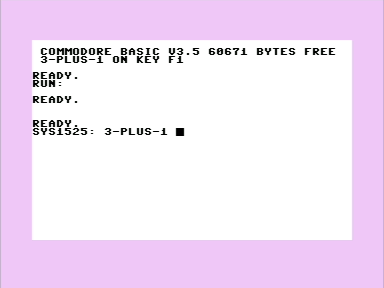 COMMODORE BASIC V3.5 60671 BYTES FREE
3-PLUS-1 ON KEY F1
READY.
RUN:
READY.
READY.
SYS1525: 3-PLUS-1